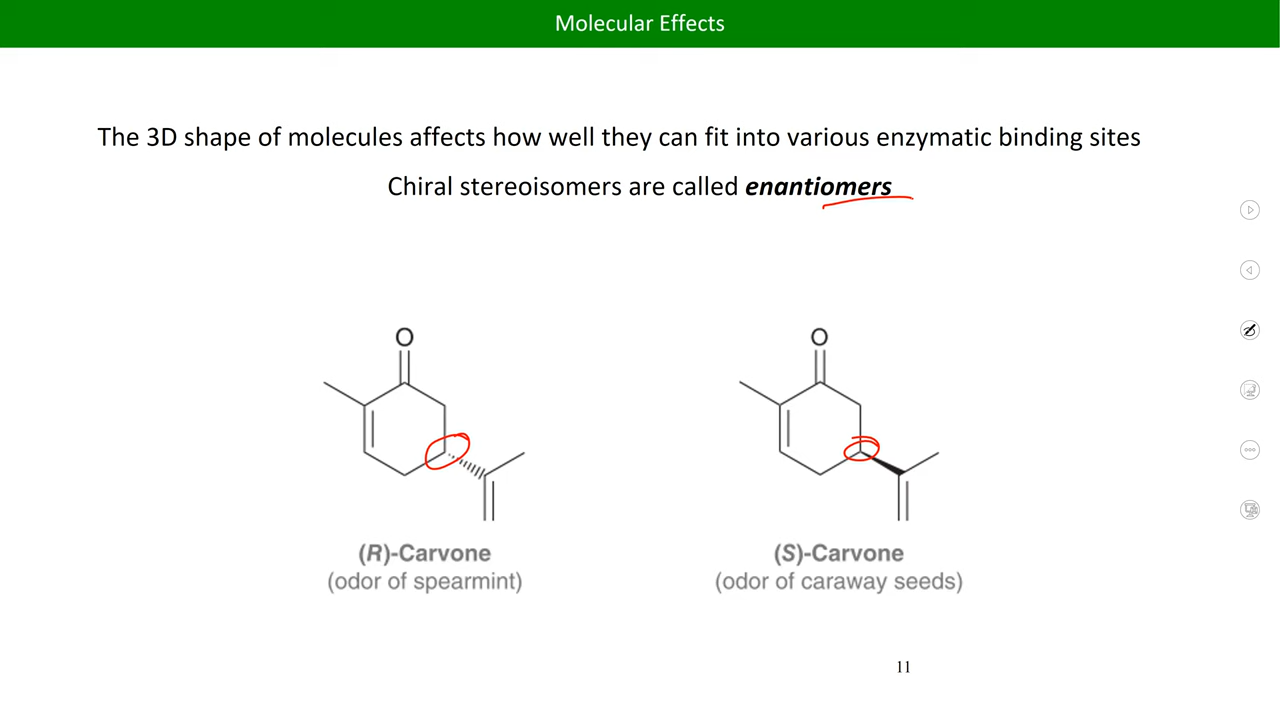 Molecular Effects
The 3D shape of molecules affects how well they can fit into various enzymatic binding sites
Chiral stereoisomers are called enantiomers
O
O
(R)-Carvone
(odor of spearmint)
(S)-Carvone
(odor of caraway seeds)
11